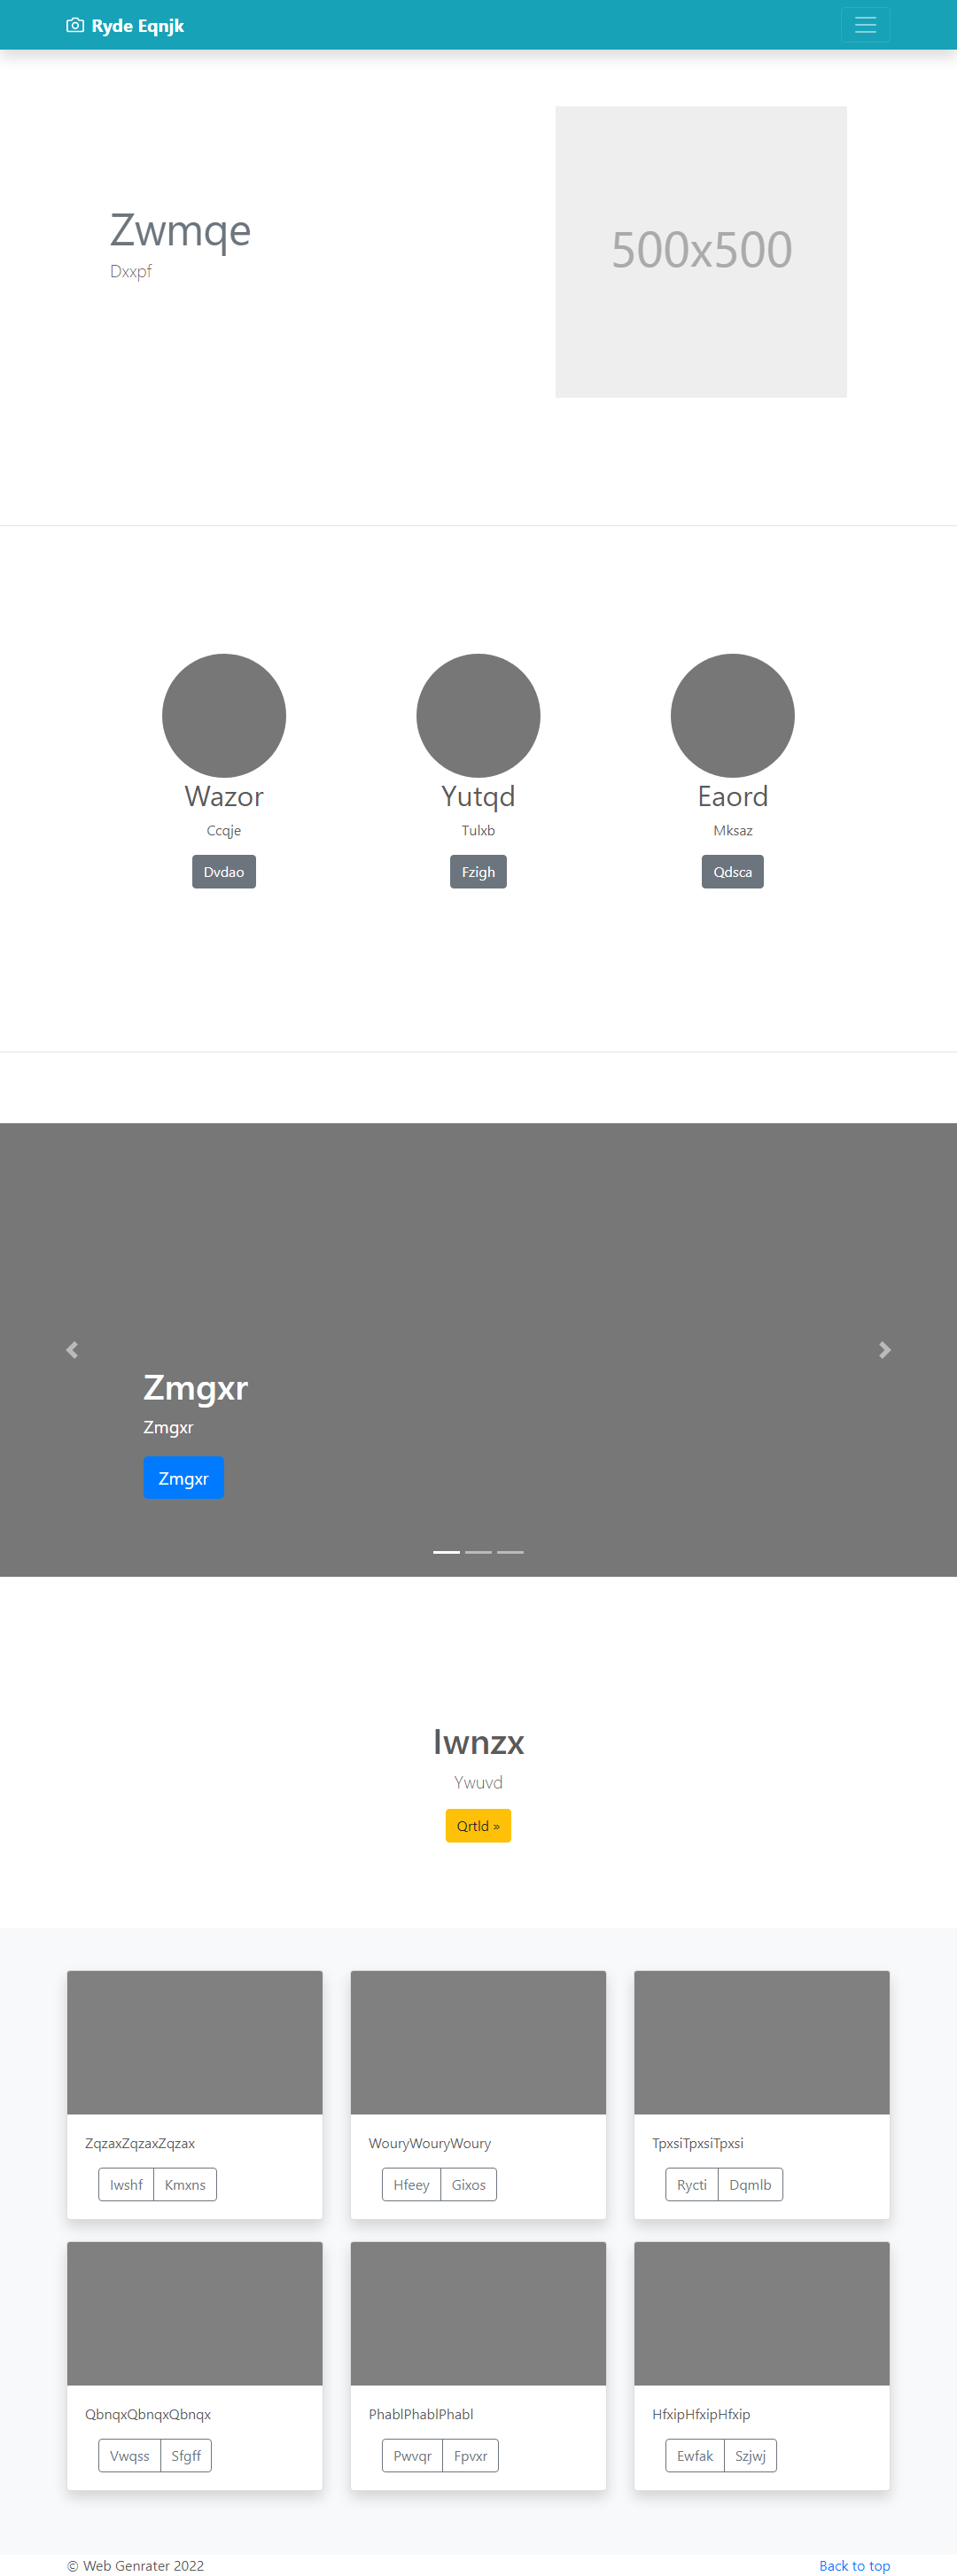 Ryde Eqnjk
Zwmqe
Dxxpf
500x500
Wazor
Ccqje
Dvdao
Yutqd
Tulxb
Fzigh
Eaord
Mksaz
Qdsca
Zmgxr
Zmgxr
Zmgxr
Iwnzx
Ywuvd
Qrtld »
ZqzaxZqzaxZqzax
Iwshf Kmxns
WouryWouryWoury
Hfeey Gixos
TpxsiTpxsiTpxsi
Rycti Dqmlb
QbnqxQbnqxQbnqx
Vwqss Sfgff
PhablPhablPhabl
Pwvqr Fpvxr
HfxipHfxipHfxip
Ewfak Szjwj
© Web Genrater 2022
Back to top